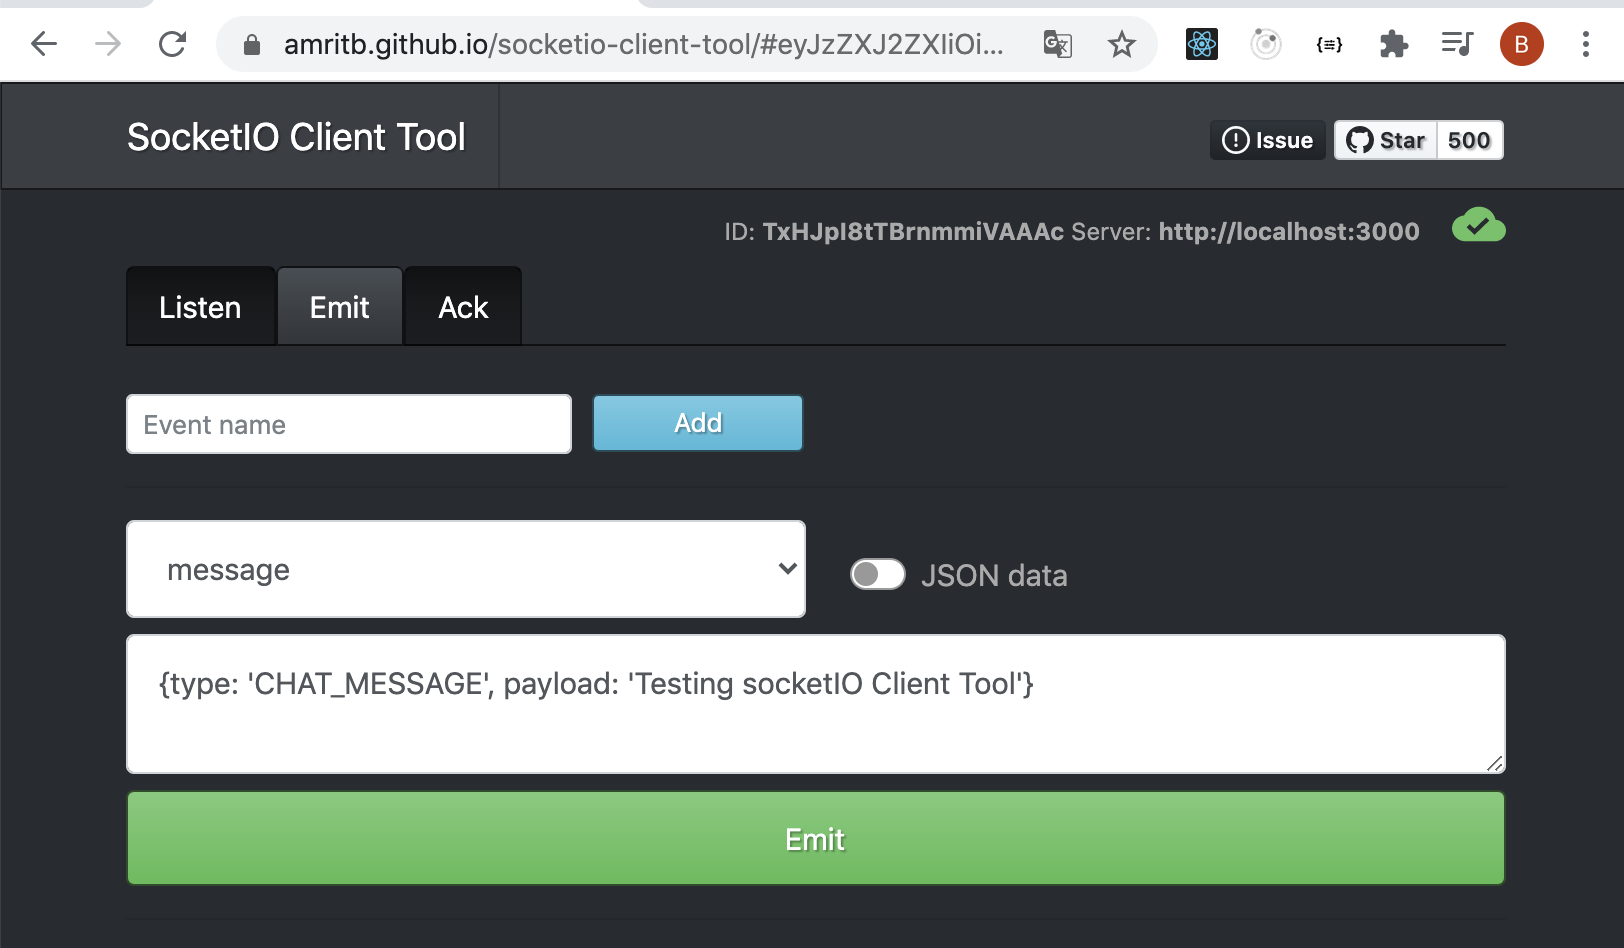 amritb.github.io/socketio-client-tool/#eyJzZXJ2ZXIiOi...
B
SocketIO Client Tool
Issue
Star
500
ID: TxHJpI8tTBrnmmiVAAAc Server: http://localhost:3000
Listen
Emit
Ack
Event name
Add
message
JSON data
{type: 'CHAT_MESSAGE', payload: 'Testing socketIO Client Tool'}
Emit